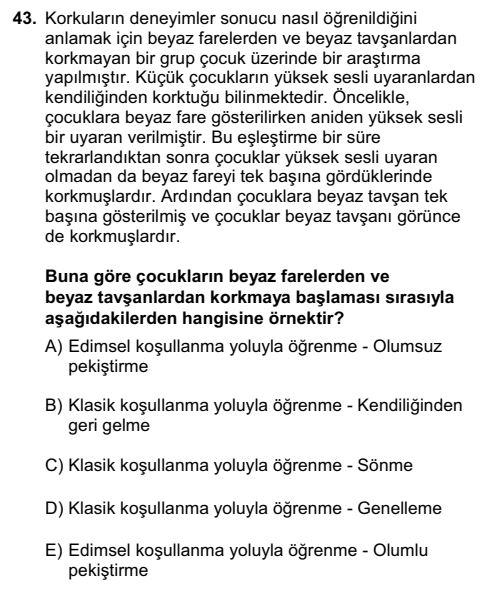 43. Korkuların deneyimler sonucu nasıl öğrenildiğini
anlamak için beyaz farelerden ve beyaz tavşanlardan
korkmayan bir grup çocuk üzerinde bir araştırma
yapılmıştır. Küçük çocukların yüksek sesli uyaranlardan
kendiliğinden korktuğu bilinmektedir. Öncelikle,
çocuklara beyaz fare gösterilirken aniden yüksek sesli
bir uyaran verilmiştir. Bu eşleştirme bir süre
tekrarlandıktan sonra çocuklar yüksek sesli uyaran
olmadan da beyaz fareyi tek başına gördüklerinde
korkmuşlardır. Ardından çocuklara beyaz tavşan tek
başına gösterilmiş ve çocuklar beyaz tavşanı görünce
de korkmuşlardır.
Buna göre çocukların beyaz farelerden ve
beyaz tavşanlardan korkmaya başlaması sırasıyla
aşağıdakilerden hangisine örnektir?
A) Edimsel koşullanma yoluyla öğrenme - Olumsuz
pekiştirme
B) Klasik koşullanma yoluyla öğrenme - Kendiliğinden
geri gelme
C) Klasik koşullanma yoluyla öğrenme - Sönme
D) Klasik koşullanma yoluyla öğrenme - Genelleme
E) Edimsel koşullanma yoluyla öğrenme - Olumlu
pekiştirme